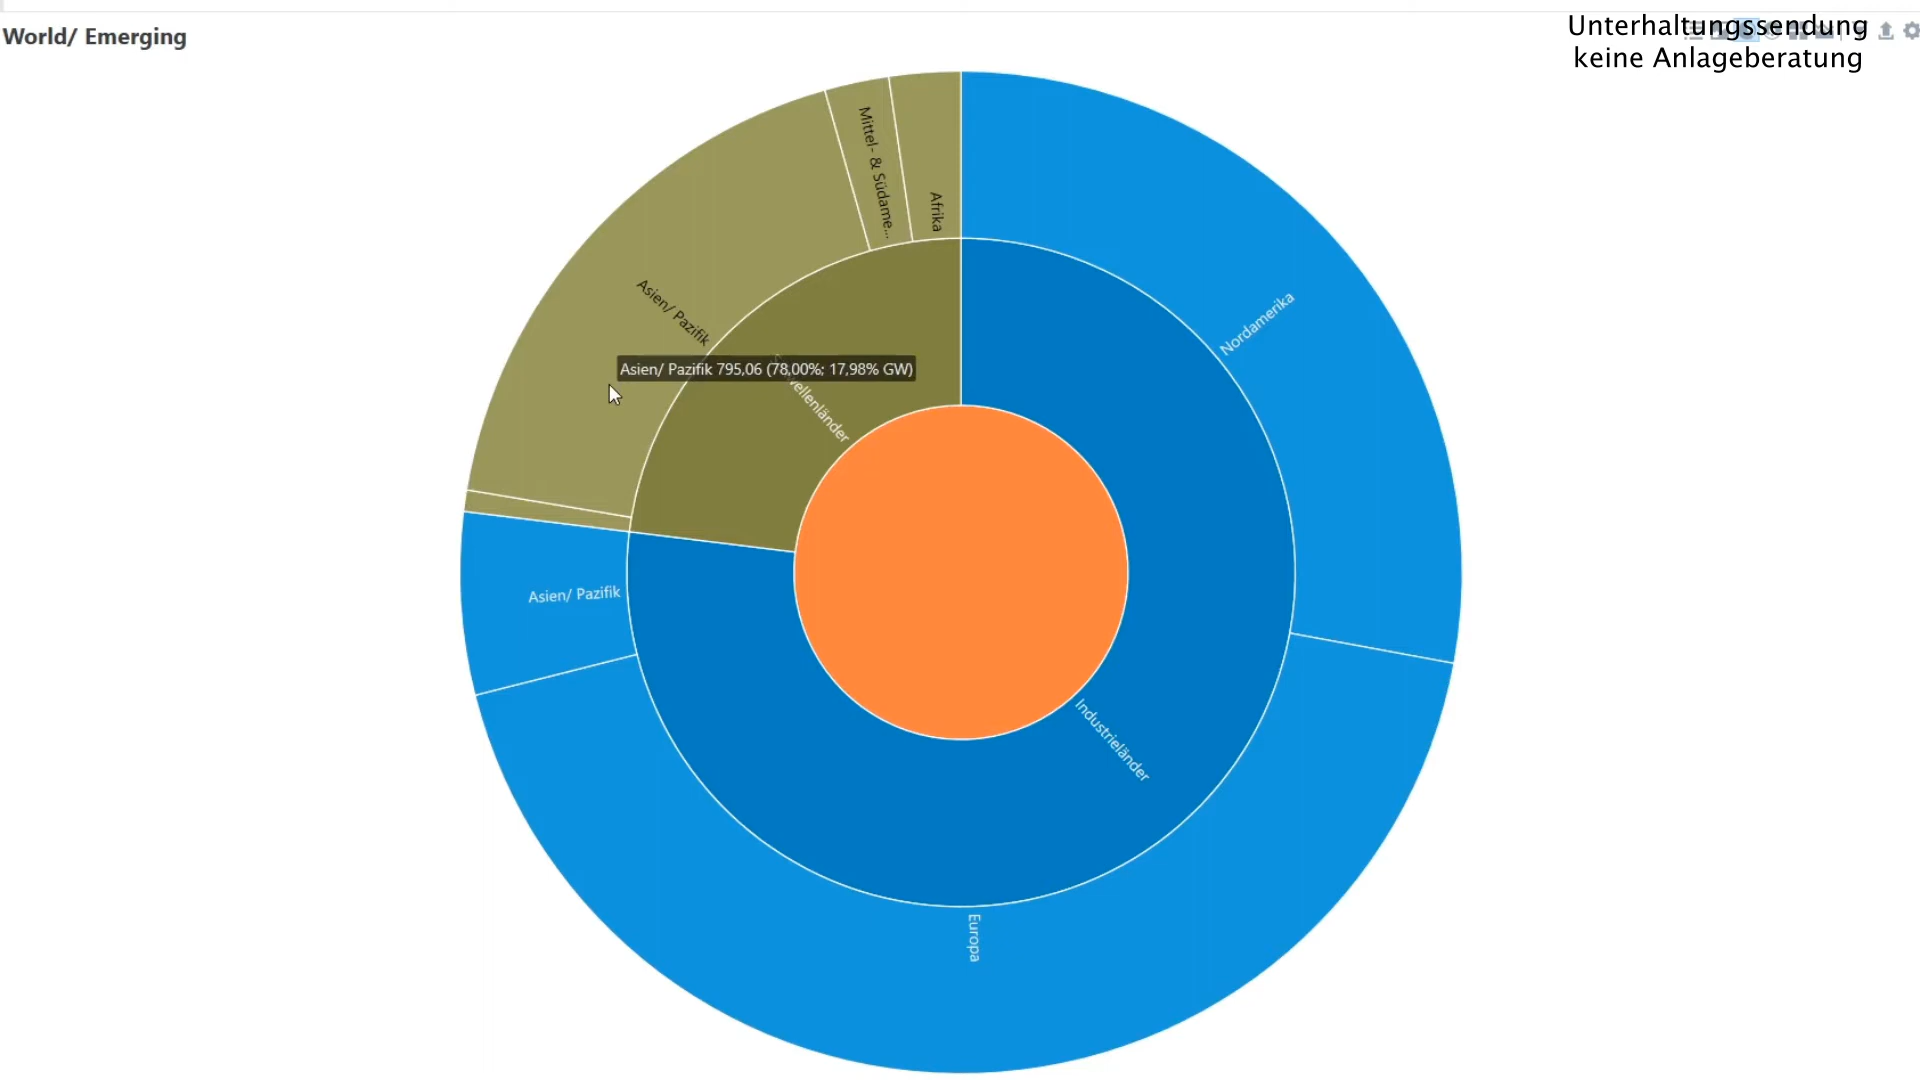 World/ Emerging
Unterhaltungssendung
keine Anlageberatung
Mittel- & Südame...
Afrika
Nordamerika
Asien/ Pazifik
Asien/ Pazifik 795,06 (78,00%; 17,98% GW)
Asien/ Pazifik
Industrieländer
Europa